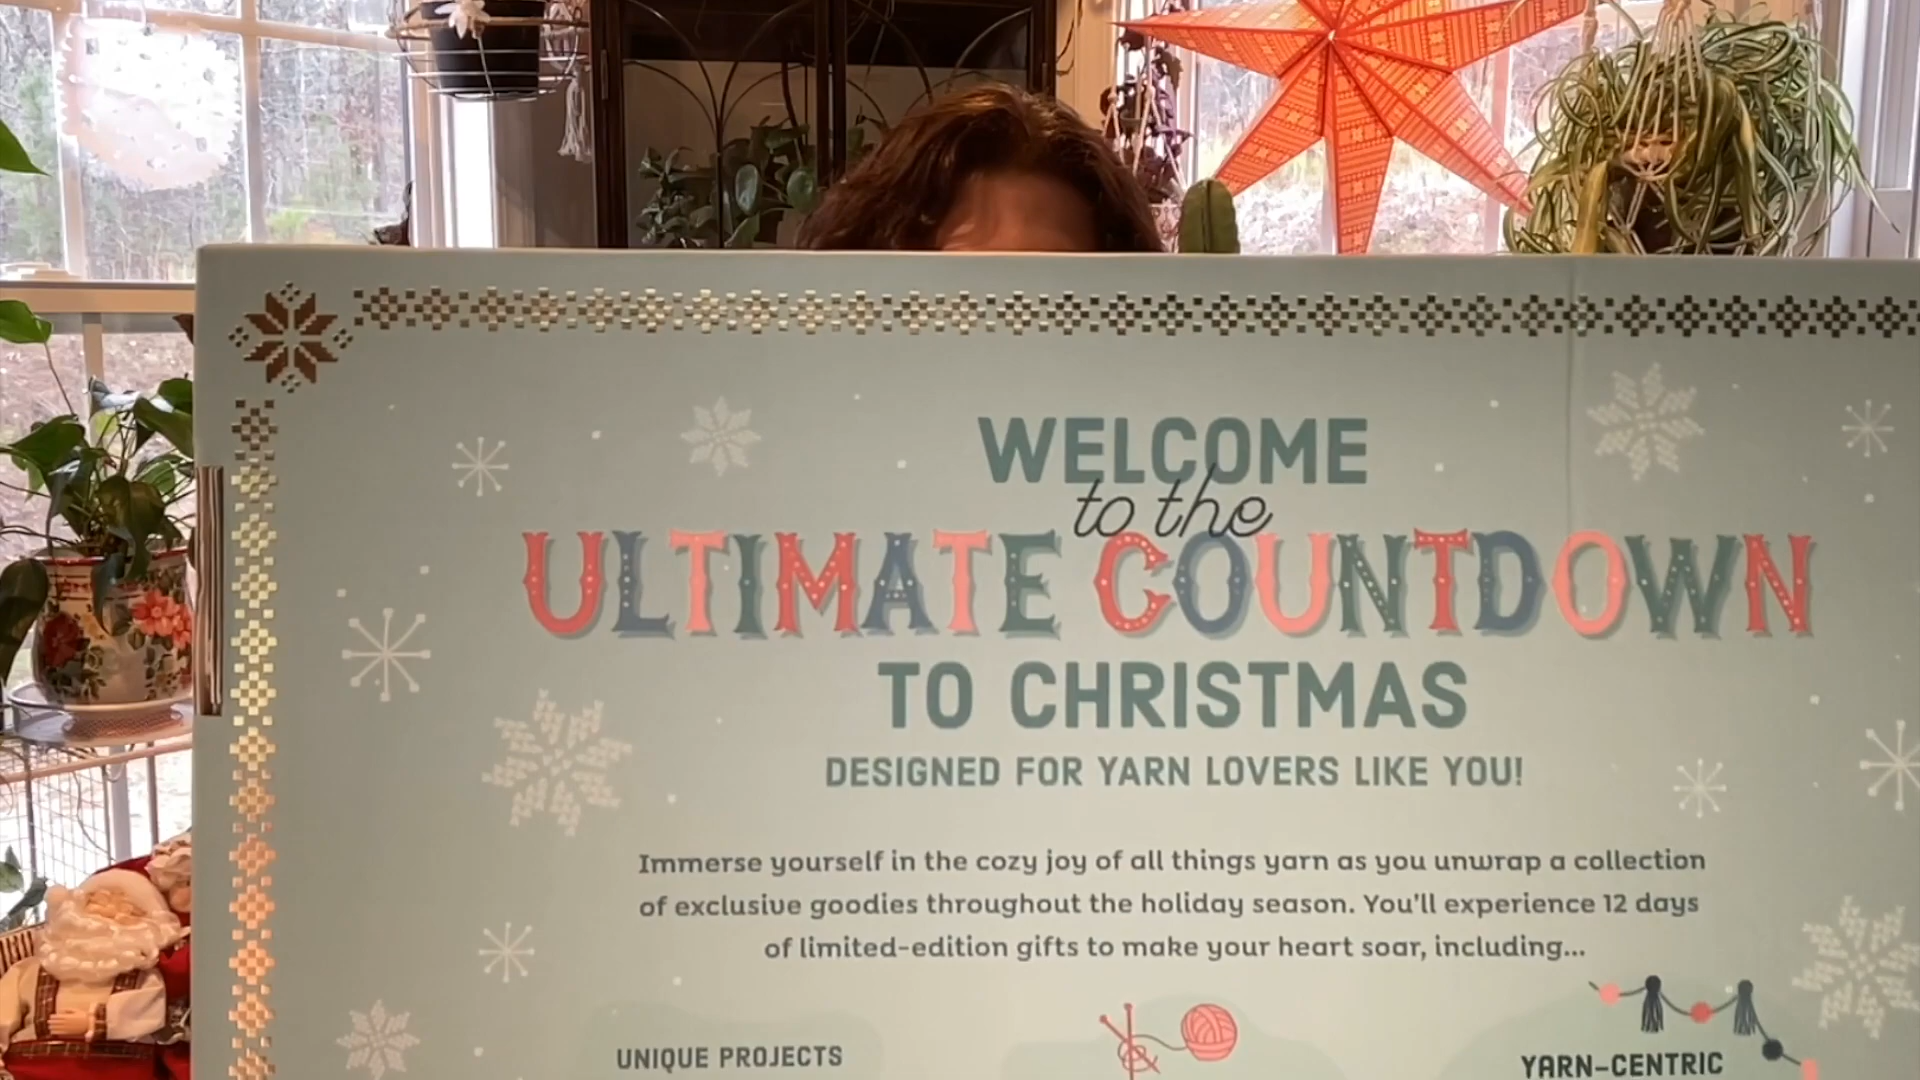 WELCOME
to the
ULTIMATE COUNTDOWN
TO CHRISTMAS
DESIGNED FOR YARN LOVERS LIKE YOU!
Immerse yourself in the cozy joy of all things yarn as you unwrap a collection
of exclusive goodies throughout the holiday season. You'll experience 12 days
of limited-edition gifts to make your heart soar, including...
UNIQUE PROJECTS
YARN-CENTRIC